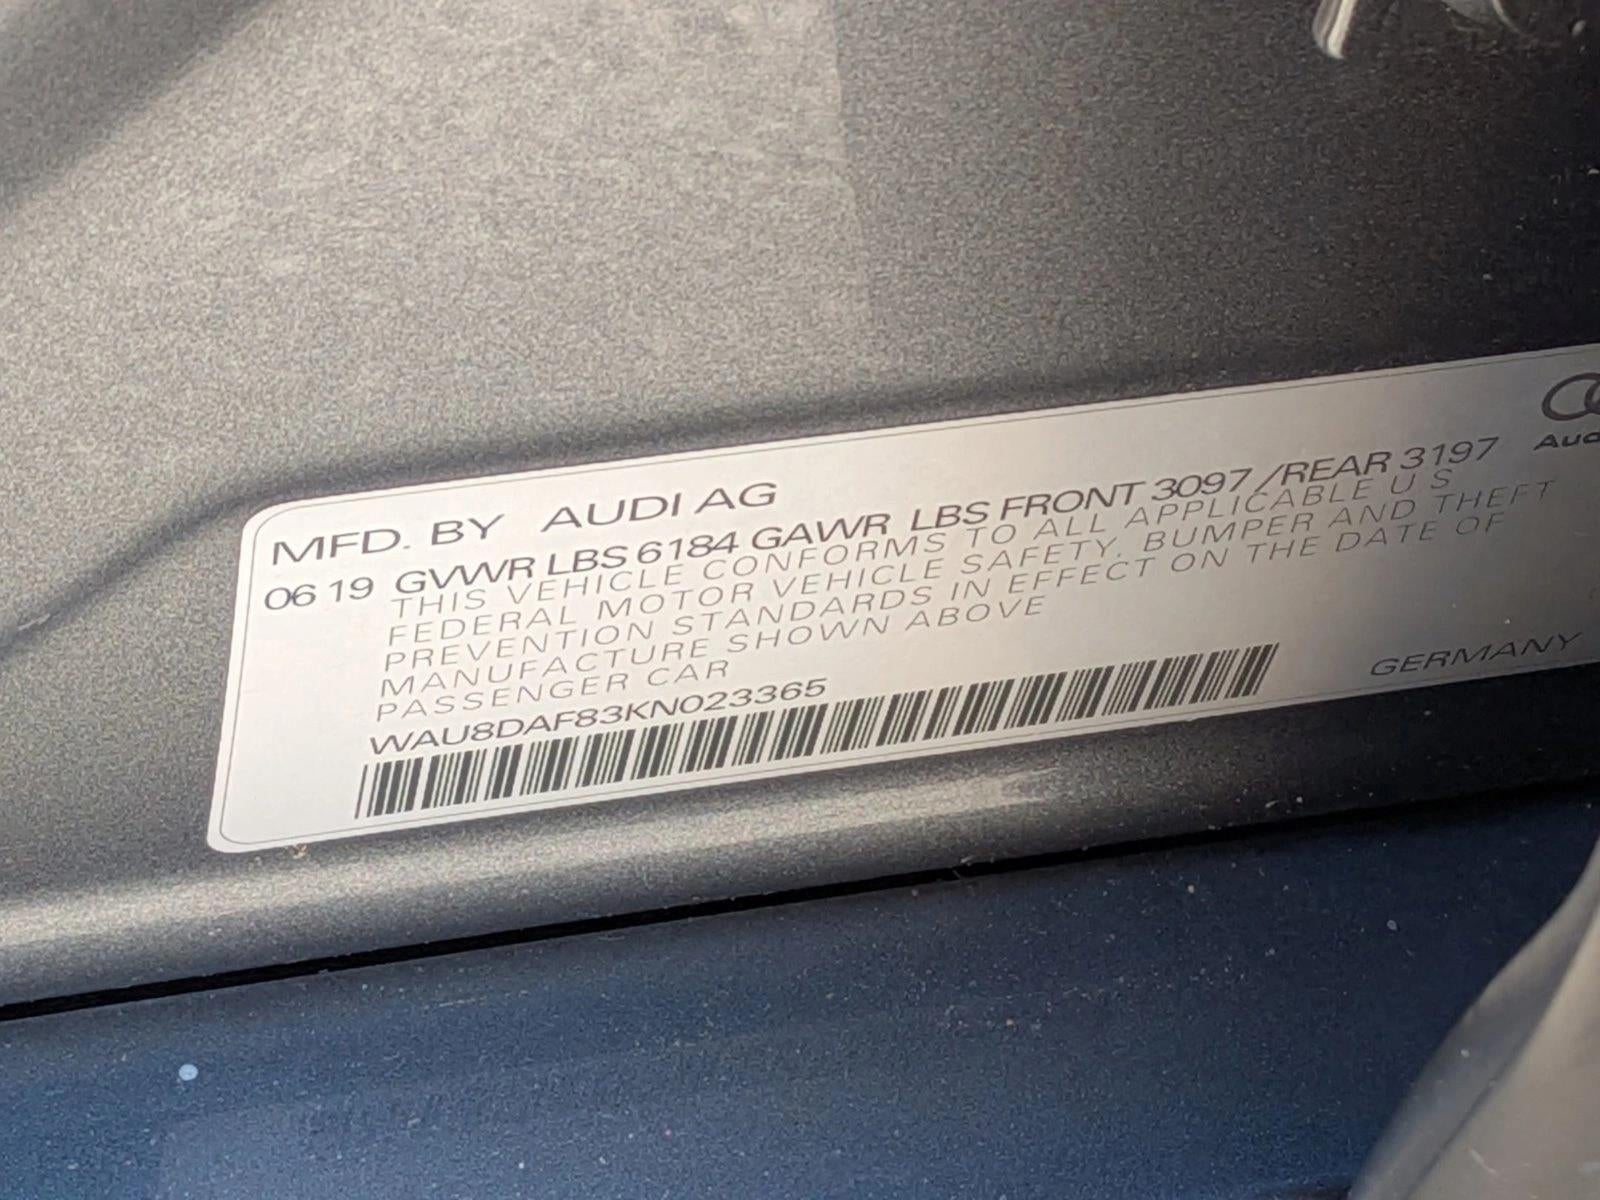 MFD. BY AUDI AG
06 19 GVWR LBS 6184 GAWR LBS FRONT 3097 /REAR 3197
THIS VEHICLE CONFORMS TO ALL APPLICABLE U S
FEDERAL MOTOR VEHICLE SAFETY, BUMPER AND THEFT
PREVENTION STANDARDS IN EFFECT ON THE DATE OF
MANUFACTURE SHOWN ABOVE
PASSENGER CAR
WAU8DAF83KN023365
GERMANY